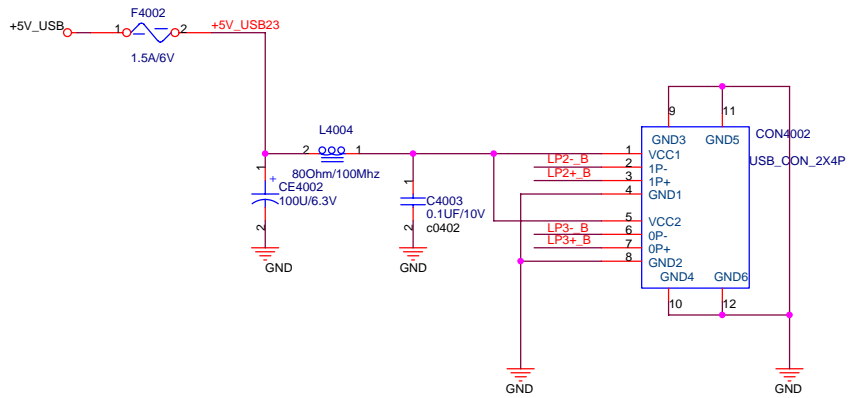 F4002
+5V_USB
1
2
+5V_USB23
1.5A/6V
L4004
2
1
80Ohm/100Mhz
1
+
CE4002
100U/6.3V
2
GND
1
C4003
0.1UF/10V
c0402
2
GND
9
11
GND3
GND5
CON4002
USB_CON_2X4P
1
VCC1
LP2-_B
2
1P-
LP2+_B
3
1P+
4
GND1
5
VCC2
LP3-_B
6
0P-
LP3+_B
7
0P+
8
GND2
GND4
GND6
10
12
GND
GND